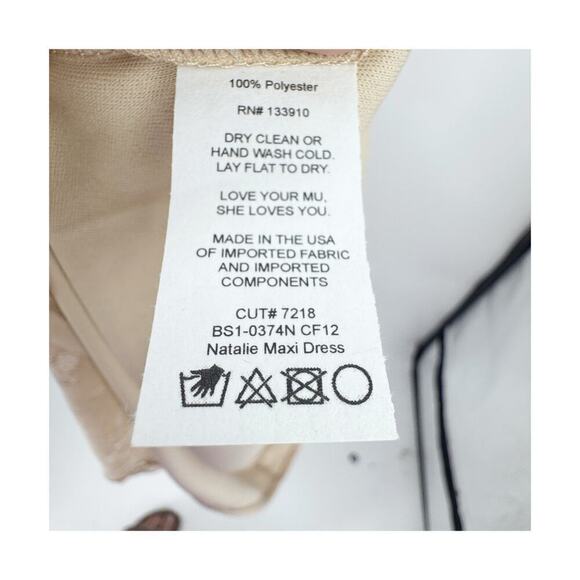 100% Polyester
RN# 133910
DRY CLEAN OR
HAND WASH COLD.
LAY FLAT TO DRY.
LOVE YOUR MU,
SHE LOVES YOU.
MADE IN THE USA
OF IMPORTED FABRIC
AND IMPORTED
COMPONENTS
CUT# 7218
BS1-0374N CF12
Natalie Maxi Dress